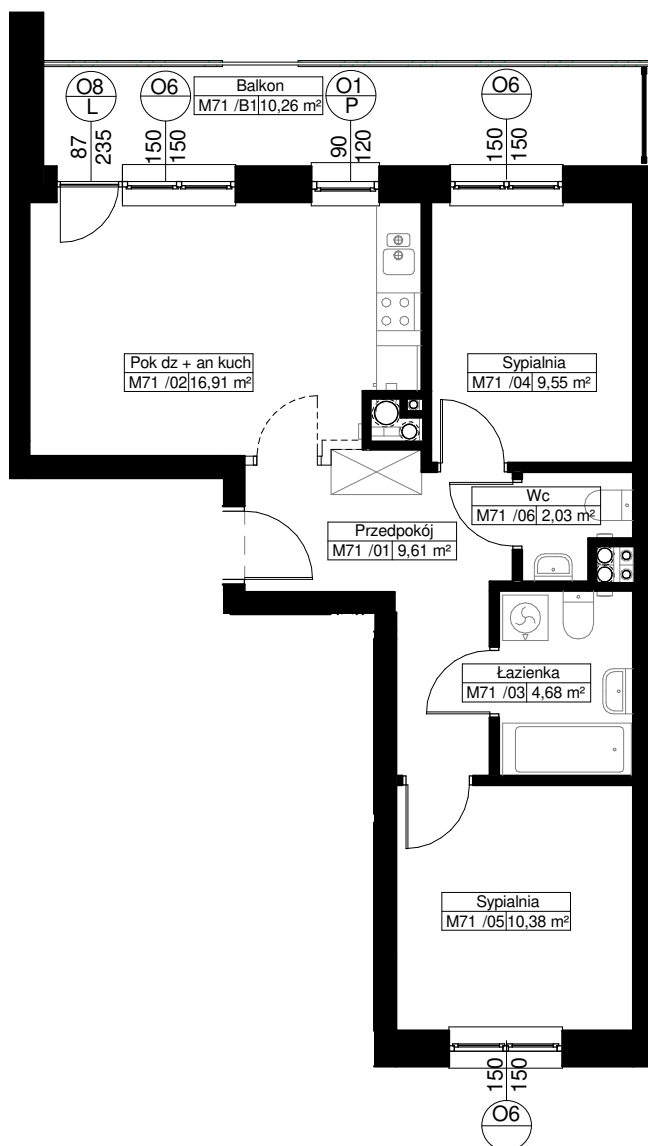 O8
L
87
235
O6
150
150
Balkon
M71 /B1 10,26 m²
O1
P
90
120
O6
150
150
Pok dz + an kuch
M71 /02 16,91 m²
Sypialnia
M71 /04 9,55 m²
Wc
M71 /06 2,03 m²
Przedpokój
M71 /01 9,61 m²
Łazienka
M71 /03 4,68 m²
Sypialnia
M71 /05 10,38 m²
150
150
O6